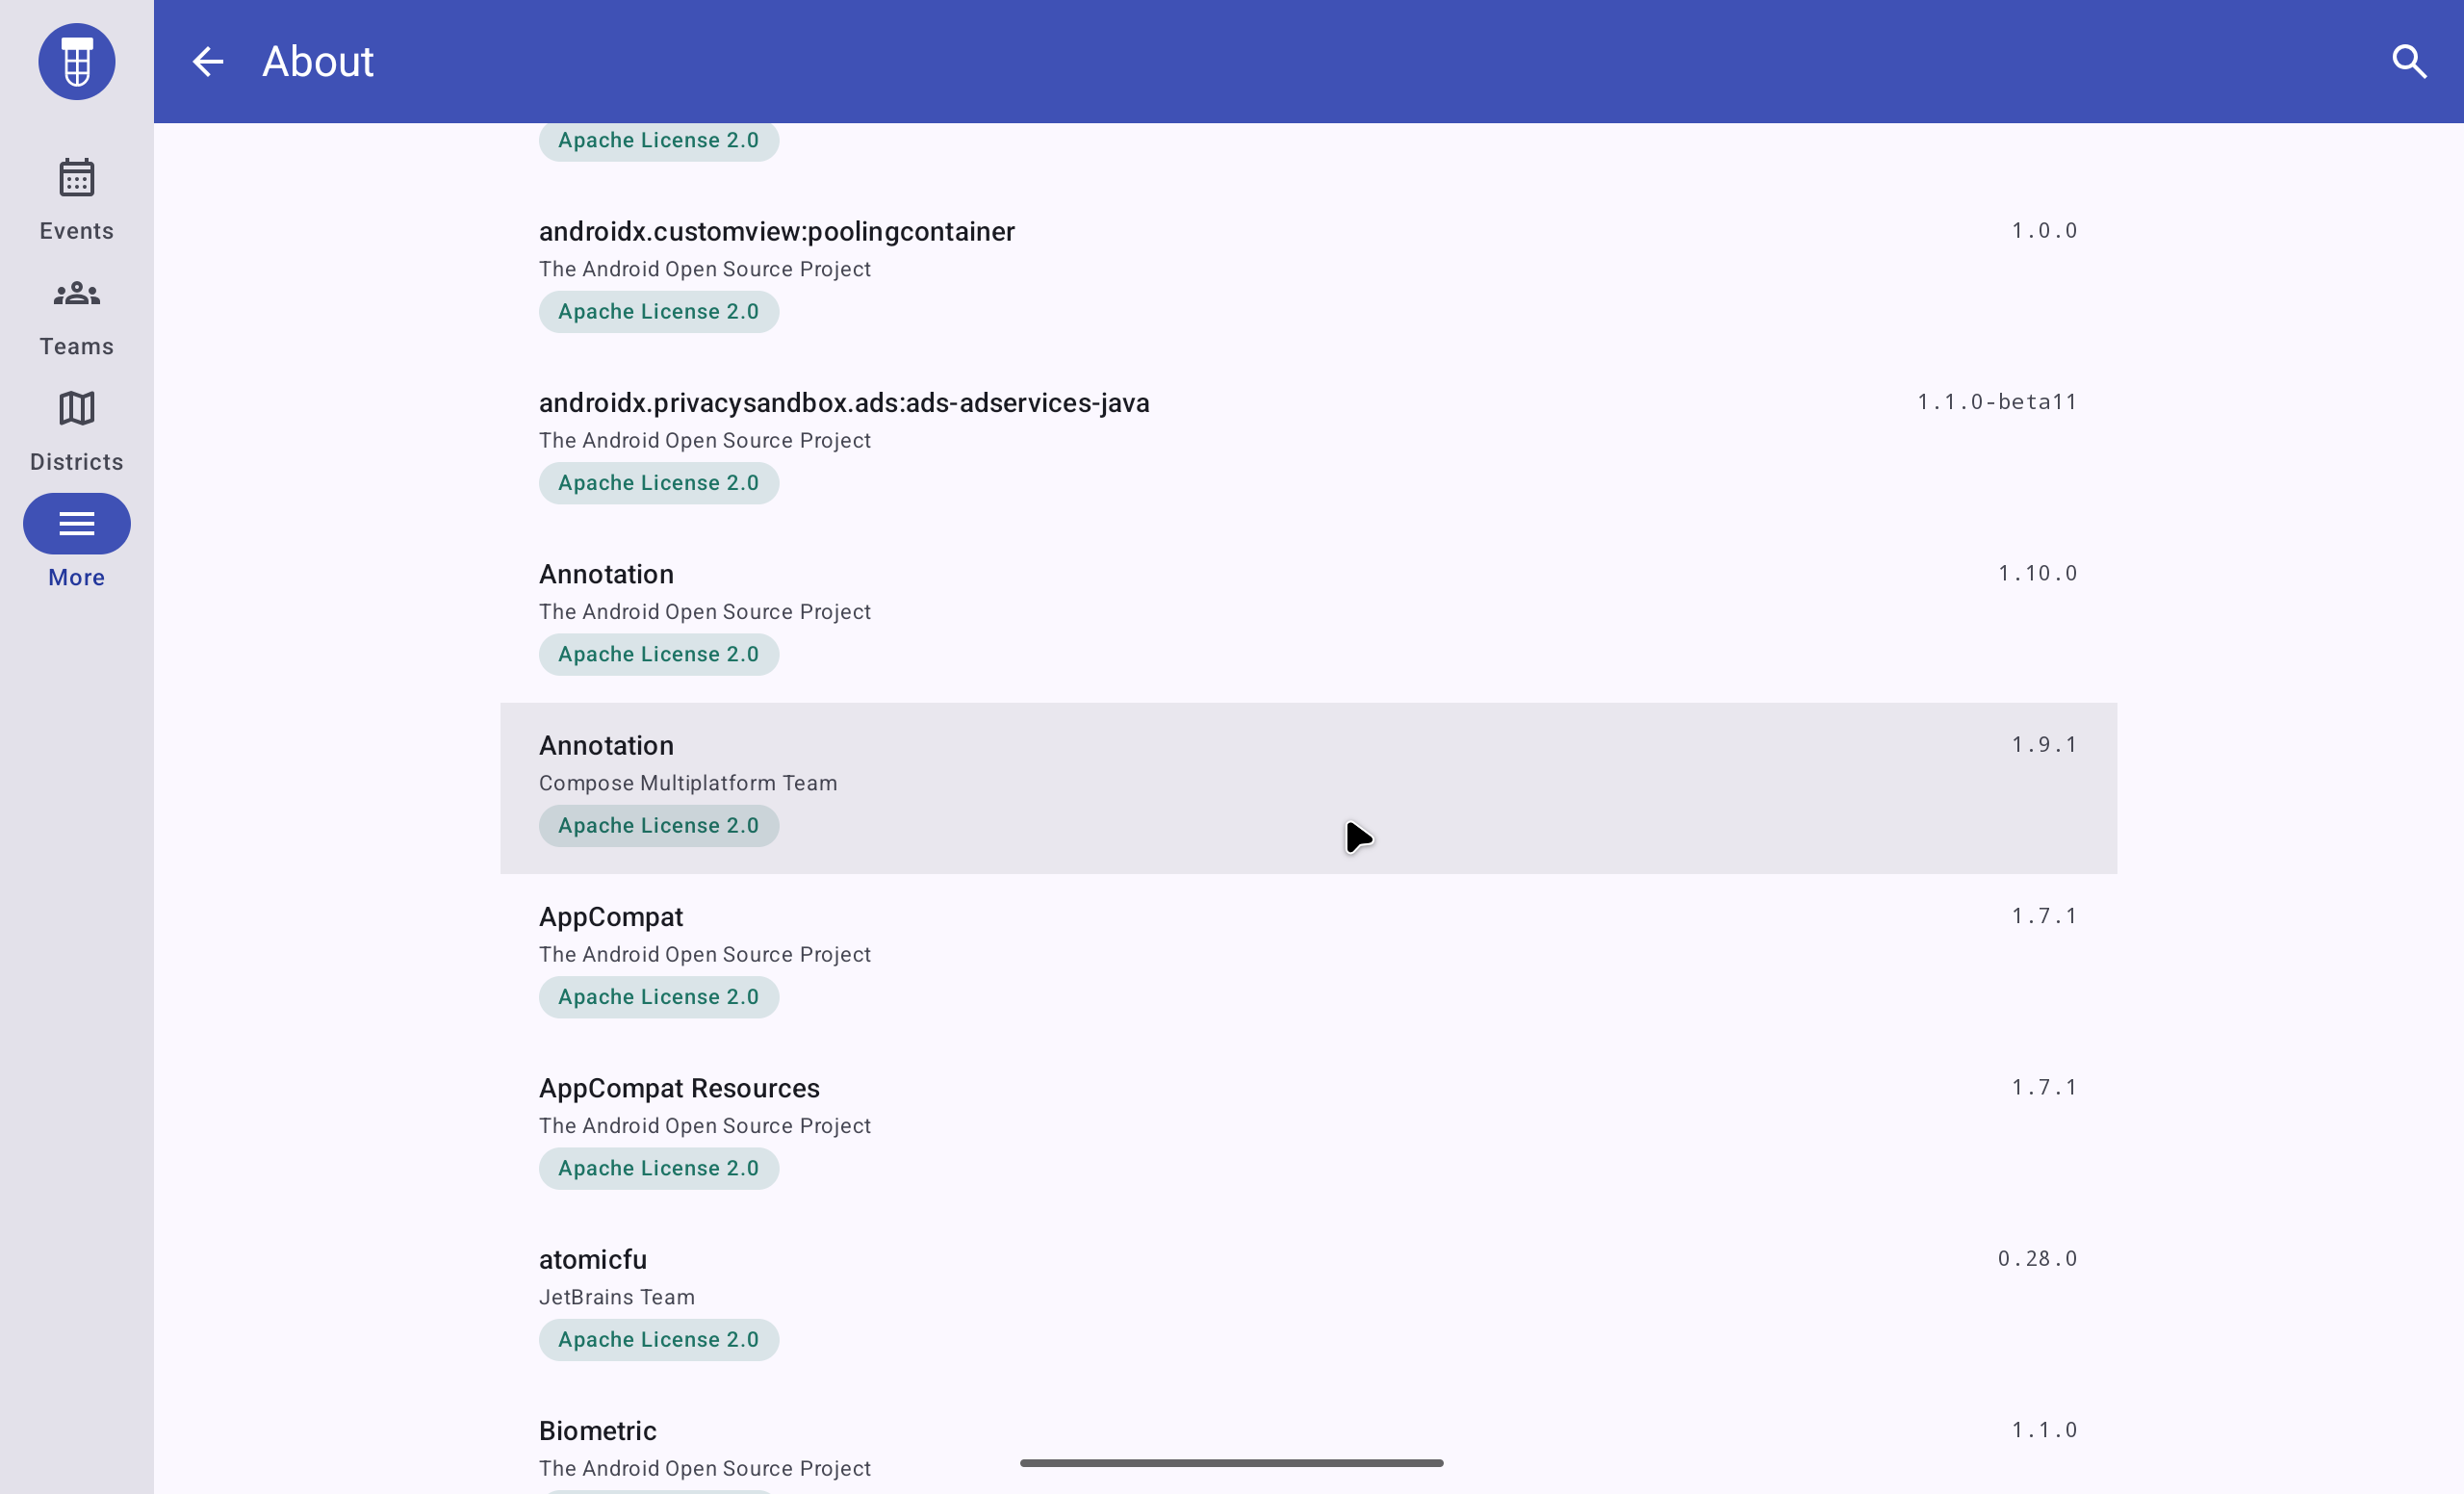 About
Events
Teams
Districts
More
Apache License 2.0
androidx.customview:poolingcontainer 1.0.0
The Android Open Source Project
Apache License 2.0
androidx.privacysandbox.ads:ads-adservices-java 1.1.0-beta11
The Android Open Source Project
Apache License 2.0
Annotation 1.10.0
The Android Open Source Project
Apache License 2.0
Annotation 1.9.1
Compose Multiplatform Team
Apache License 2.0
AppCompat 1.7.1
The Android Open Source Project
Apache License 2.0
AppCompat Resources 1.7.1
The Android Open Source Project
Apache License 2.0
atomicfu 0.28.0
JetBrains Team
Apache License 2.0
Biometric 1.1.0
The Android Open Source Project